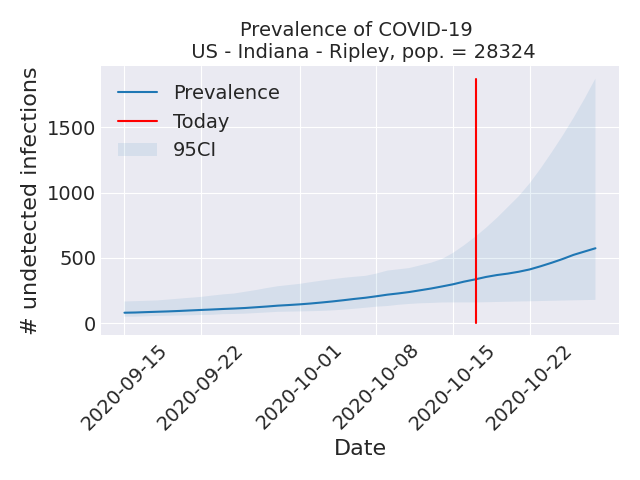 Prevalence of COVID-19
US - Indiana - Ripley, pop. = 28324
Prevalence
Today
95CI
# undetected infections
1500
1000
500
0
2020-09-15
2020-09-22
2020-10-01
2020-10-08
2020-10-15
2020-10-22
Date